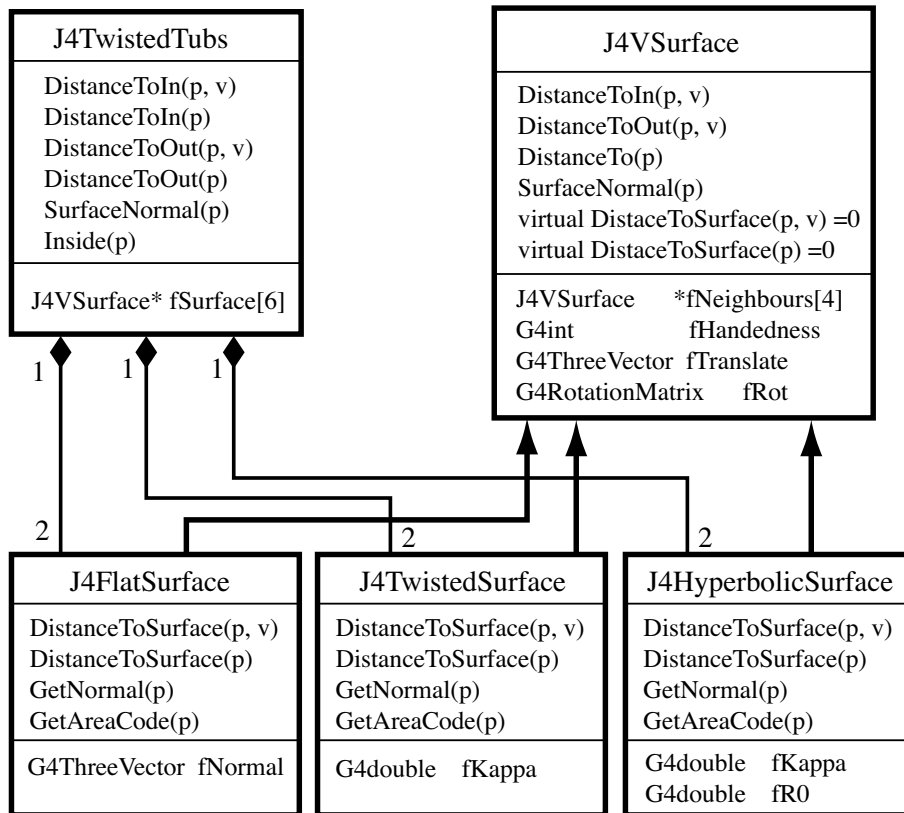 J4TwistedTubs
DistanceToIn(p, v)
DistanceToIn(p)
DistanceToOut(p, v)
DistanceToOut(p)
SurfaceNormal(p)
Inside(p)
J4VSurface* fSurface[6]
J4VSurface
DistanceToIn(p, v)
DistanceToOut(p, v)
DistanceTo(p)
SurfaceNormal(p)
virtual DistaceToSurface(p, v) =0
virtual DistaceToSurface(p) =0
J4VSurface *fNeighbours[4]
G4int fHandedness
G4ThreeVector fTranslate
G4RotationMatrix fRot
1 1 1
2 2 2
J4FlatSurface
DistanceToSurface(p, v)
DistanceToSurface(p)
GetNormal(p)
GetAreaCode(p)
G4ThreeVector fNormal
J4TwistedSurface
DistanceToSurface(p, v)
DistanceToSurface(p)
GetNormal(p)
GetAreaCode(p)
G4double fKappa
J4HyperbolicSurface
DistanceToSurface(p, v)
DistanceToSurface(p)
GetNormal(p)
GetAreaCode(p)
G4double fKappa
G4double fR0